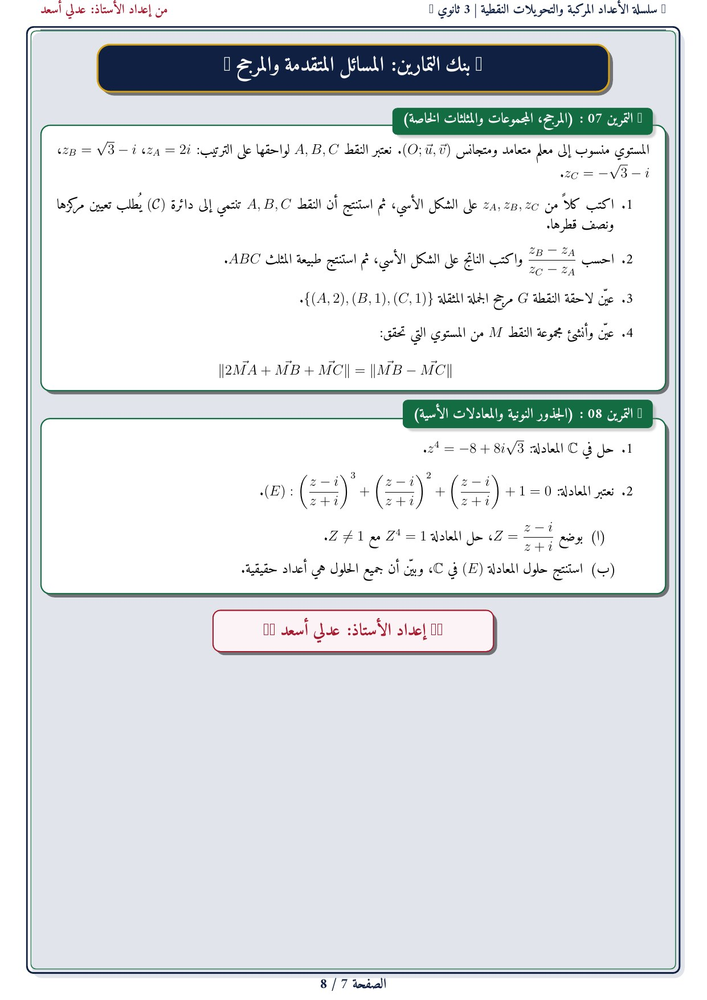 سلسلة الأعداد المركبة والتحويلات النقطية | 3 ثانوي
من إعداد الأستاذ: عدلي أسعد
بنك التمارين: المسائل المتقدمة والمرجح
التمرين 07 : (المرجح، المجموعات والمثلثات الخاصة)
المستوي منسوب إلى معلم متعامد ومتجانس $(O; \vec{u}, \vec{v})$. نعتبر النقط $A, B, C$ لواحقها على الترتيب: $z_A = 2i$، $z_B = \sqrt{3} - i$،
$z_C = -\sqrt{3} - i$.
1. اكتب كلاً من $z_A, z_B, z_C$ على الشكل الأسي، ثم استنتج أن النقط $A, B, C$ تنتمي إلى دائرة $(\mathcal{C})$ يُطلب تعيين مركزها
ونصف قطرها.
2. احسب $\frac{z_B - z_A}{z_C - z_A}$ واكتب الناتج على الشكل الأسي، ثم استنتج طبيعة المثلث $ABC$.
3. عيّن لاحقة النقطة $G$ مرجح الجملة المثقلة $\{(A, 2), (B, 1), (C, 1)\}$.
4. عيّن وأنشئ مجموعة النقط $M$ من المستوي التي تحقق:
$\|2\vec{MA} + \vec{MB} + \vec{MC}\| = \|\vec{MB} - \vec{MC}\|$
التمرين 08 : (الجذور النونية والمعادلات الأسية)
1. حل في $\mathbb{C}$ المعادلة: $z^4 = -8 + 8i\sqrt{3}$.
2. نعتبر المعادلة: $(E) : \left(\frac{z-i}{z+i}\right)^3 + \left(\frac{z-i}{z+i}\right)^2 + \left(\frac{z-i}{z+i}\right) + 1 = 0$.
(ا) بوضع $Z = \frac{z-i}{z+i}$، حل المعادلة $Z^4 = 1$ مع $Z \neq 1$.
(ب) استنتج حلول المعادلة $(E)$ في $\mathbb{C}$، وبيّن أن جميع الحلول هي أعداد حقيقية.
إعداد الأستاذ: عدلي أسعد
الصفحة 7 / 8